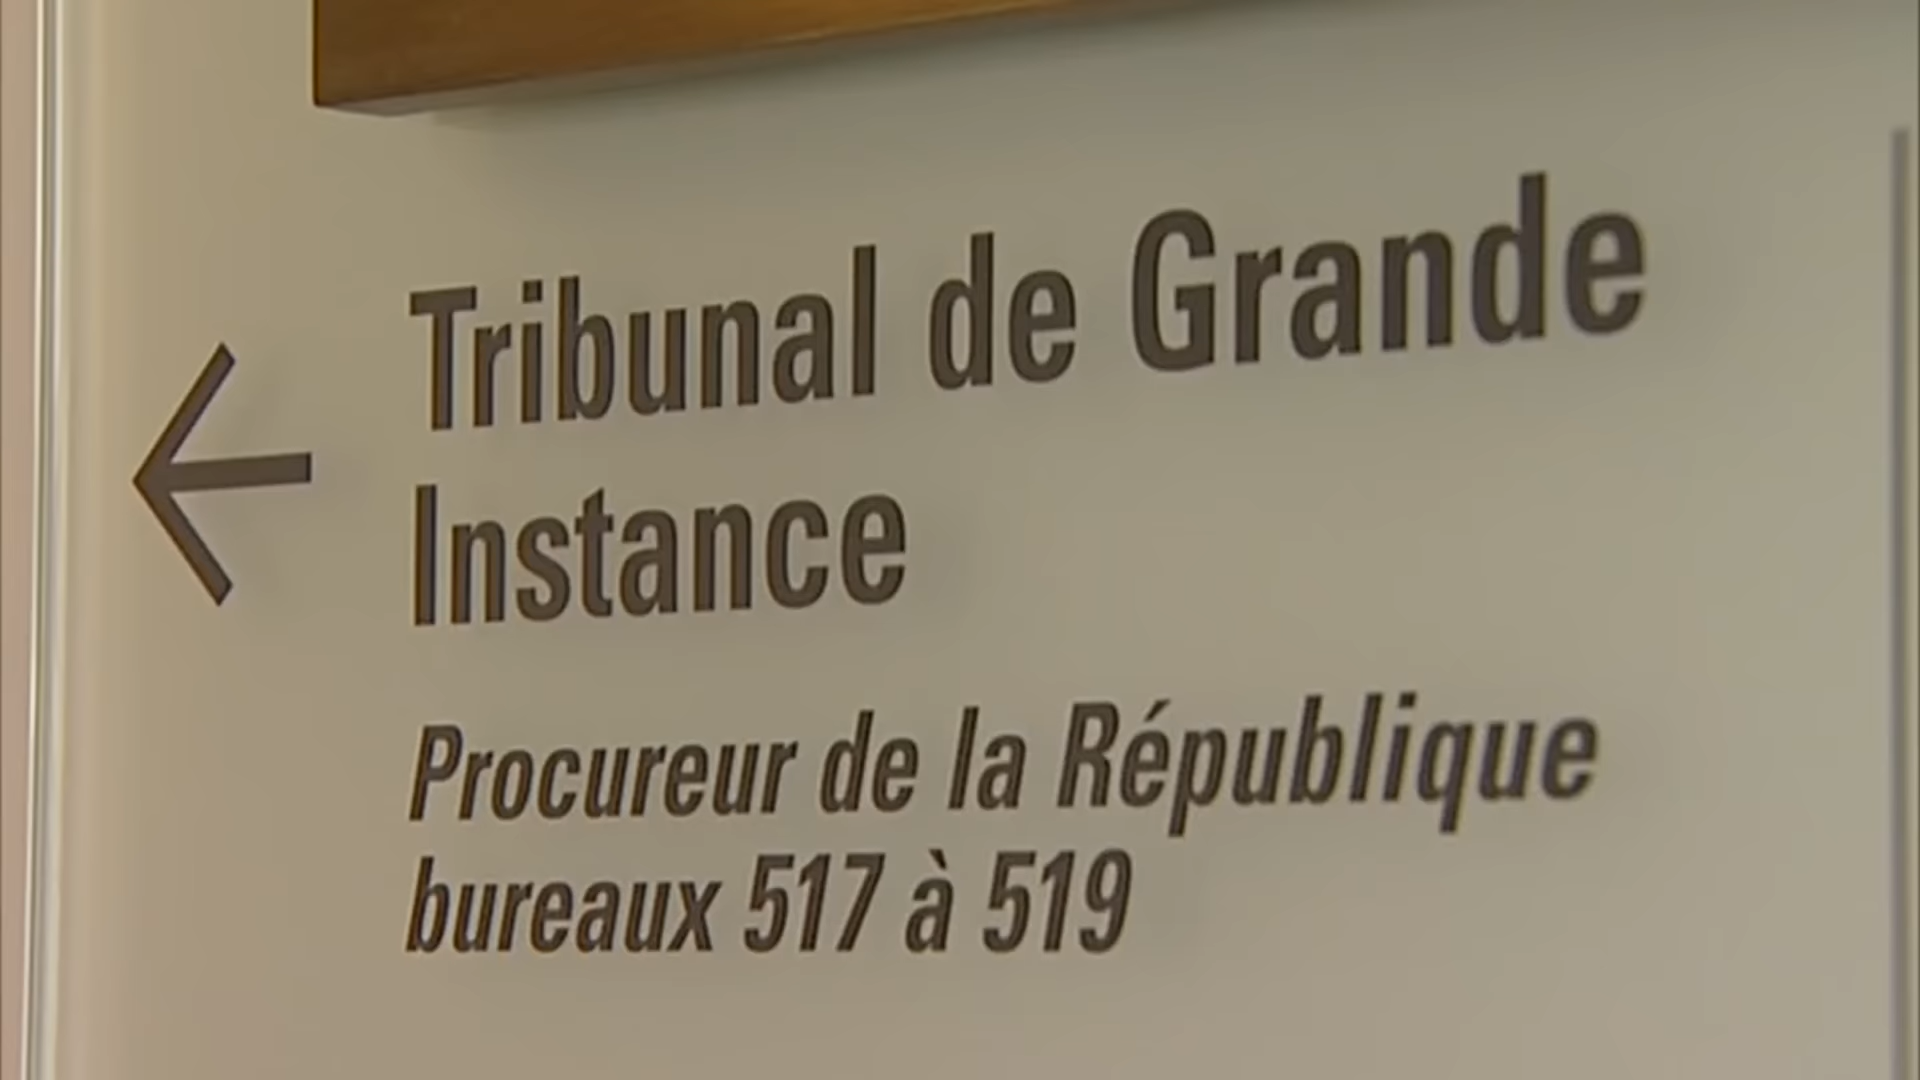 Tribunal de Grande
Instance
Procureur de la République
bureaux 517 à 519